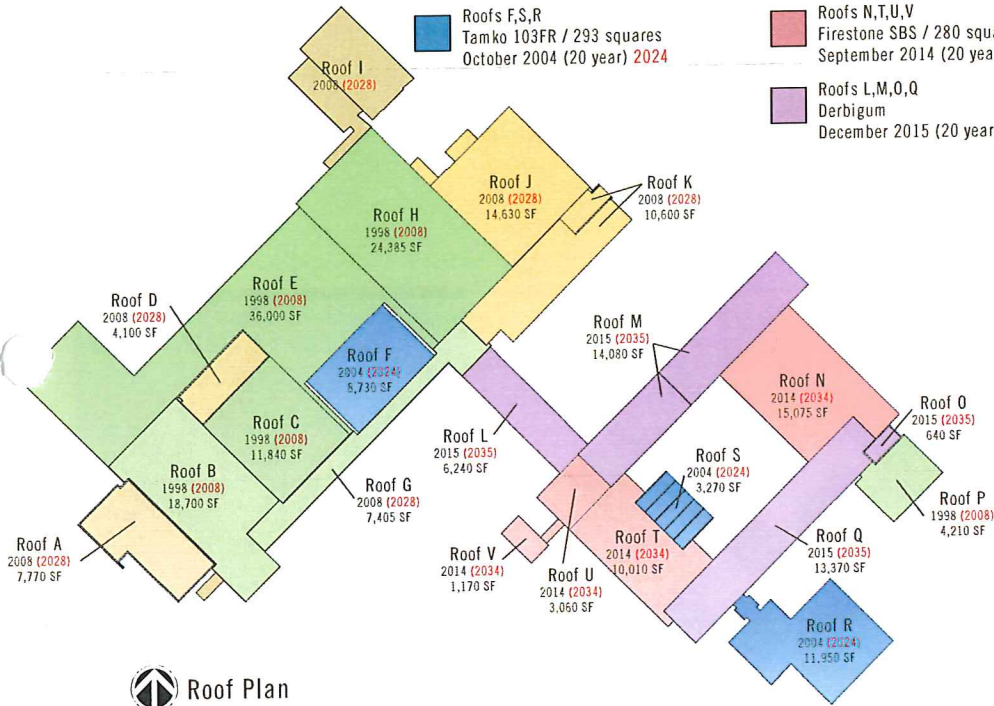 Roofs F,S,R
Tamko 103FR / 293 squares
October 2004 (20 year) 2024
Roofs N,T,U,V
Firestone SBS / 280 squa
September 2014 (20 yea
Roofs L,M,O,Q
Derbigum
December 2015 (20 year
Roof I
2008 (2028)
Roof J
2008 (2028)
14,630 SF
Roof K
2008 (2028)
10,600 SF
Roof H
1998 (2008)
24,385 SF
Roof E
1998 (2008)
36,000 SF
Roof D
2008 (2028)
4,100 SF
Roof F
2004 (2024)
6,730 SF
Roof M
2015 (2035)
14,080 SF
Roof N
2014 (2034)
15,075 SF
Roof O
2015 (2035)
640 SF
Roof C
1998 (2008)
11,840 SF
Roof L
2015 (2035)
6,240 SF
Roof S
2004 (2024)
3,270 SF
Roof B
1998 (2008)
18,700 SF
Roof G
2008 (2028)
7,405 SF
Roof P
1998 (2008)
4,210 SF
Roof A
2008 (2028)
7,770 SF
Roof V
2014 (2034)
1,170 SF
Roof U
2014 (2034)
3,060 SF
Roof T
2014 (2034)
10,010 SF
Roof Q
2015 (2035)
13,370 SF
Roof R
2004 (2024)
11,950 SF
Roof Plan